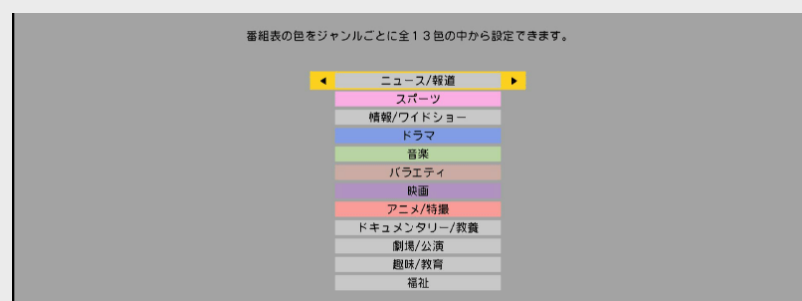 番組表の色をジャンルごとに全１３色の中から設定できます。
◀ ニュース/報道 ▶
スポーツ
情報/ワイドショー
ドラマ
音楽
バラエティ
映画
アニメ/特撮
ドキュメンタリー/教養
劇場/公演
趣味/教育
福祉